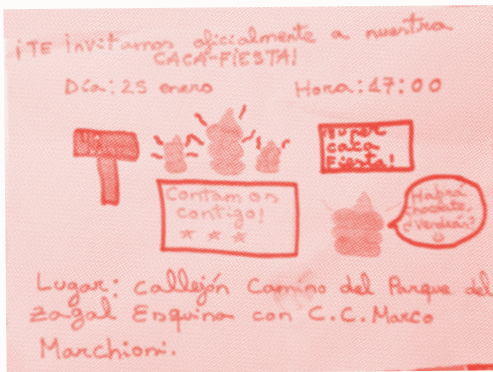 ¡TE invitamos oficialmente a nuestra
CACA-FIESTA!
Día: 25 enero
Hora: 17:00
Super
caca
Fiesta!
Contamos
contigo!
Habrá
chocolate,
¿Vendrás?
Lugar: callejón Camino del Parque del
Zagal Esquina con C.C. Marco
Marchioni.